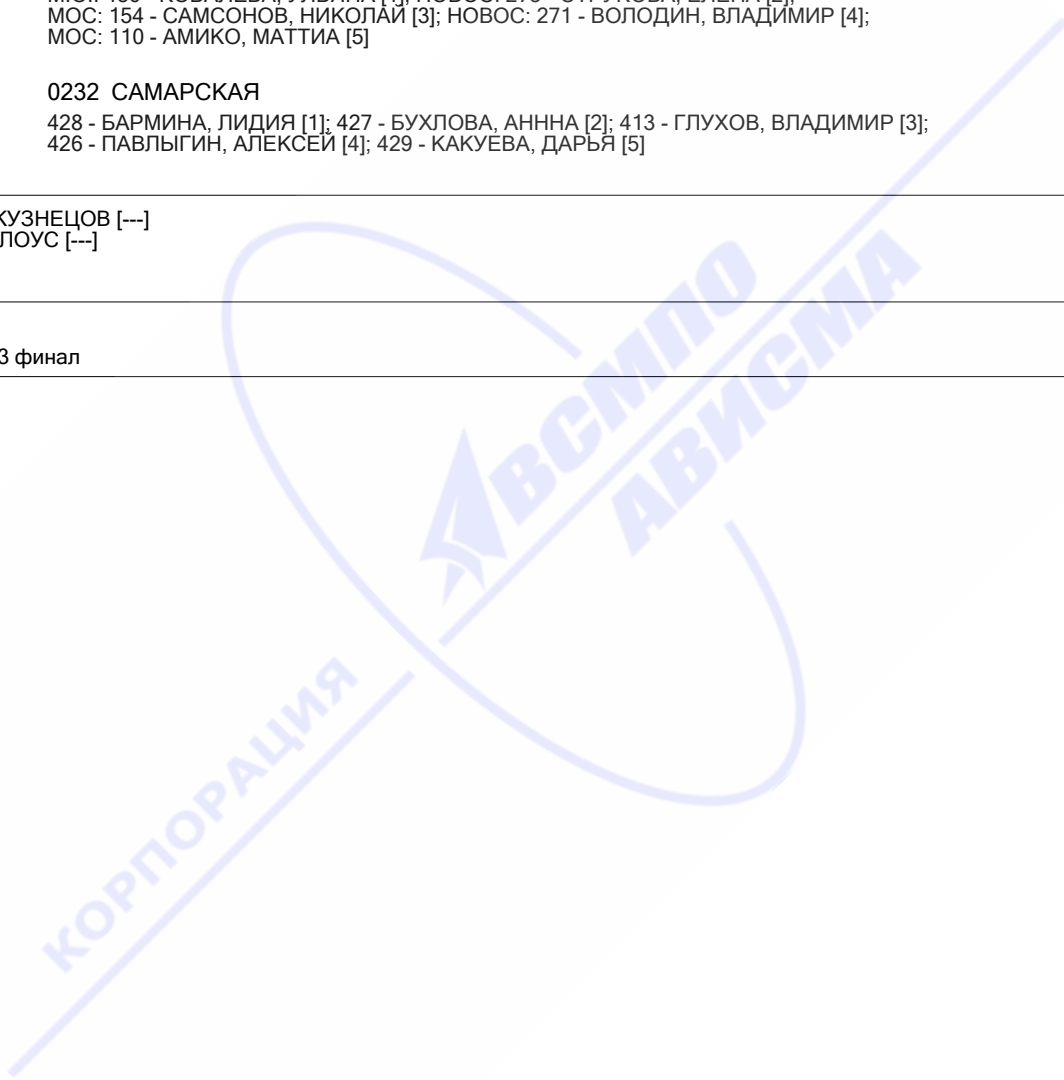 МОС: 154 - САМСОНОВ, НИКОЛАЙ [3]; НОВОС: 271 - ВОЛОДИН, ВЛАДИМИР [4];
МОС: 110 - АМИКО, МАТТИА [5]
0232 САМАРСКАЯ
428 - БАРМИНА, ЛИДИЯ [1]; 427 - БУХЛОВА, АНННА [2]; 413 - ГЛУХОВ, ВЛАДИМИР [3];
426 - ПАВЛЫГИН, АЛЕКСЕЙ [4]; 429 - КАКУЕВА, ДАРЬЯ [5]
КУЗНЕЦОВ [---]
ЛОУС [---]
3 финал
ВСМПО
АВИСМА
КОРПОРАЦИЯ